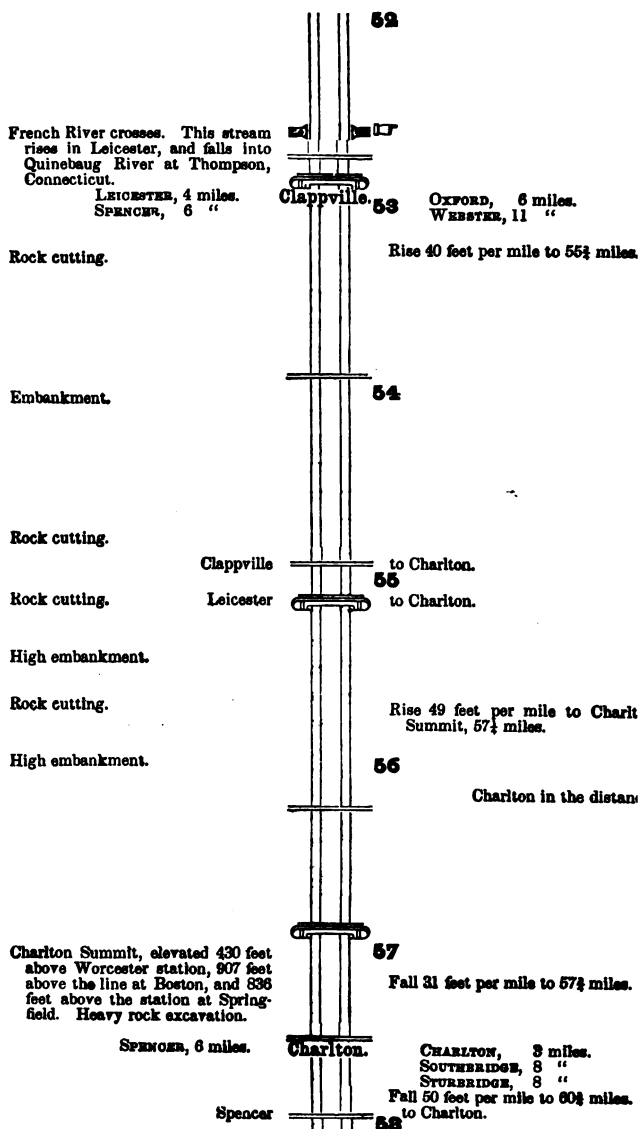 52
French River crosses. This stream
rises in Leicester, and falls into
Quinebaug River at Thompson,
Connecticut.
LEICESTER, 4 miles.
SPENCER, 6 “
Clappville.
53
OXFORD, 6 miles.
WEBSTER, 11 “
Rock cutting.
Rise 40 feet per mile to 55¾ miles.
54
Embankment.
Rock cutting.
Clappville to Charlton.
55
Rock cutting.
Leicester to Charlton.
High embankment.
Rock cutting.
Rise 49 feet per mile to Charlt
Summit, 57¼ miles.
High embankment.
56
Charlton in the distanc
57
Charlton Summit, elevated 430 feet
above Worcester station, 907 feet
above the line at Boston, and 836
feet above the station at Spring-
field. Heavy rock excavation.
Fall 31 feet per mile to 57¾ miles.
SPENCER, 6 miles.
Charlton.
CHARLTON, 3 miles.
SOUTHBRIDGE, 8 “
STURBRIDGE, 8 “
Fall 50 feet per mile to 60¾ miles.
Spencer to Charlton.
58